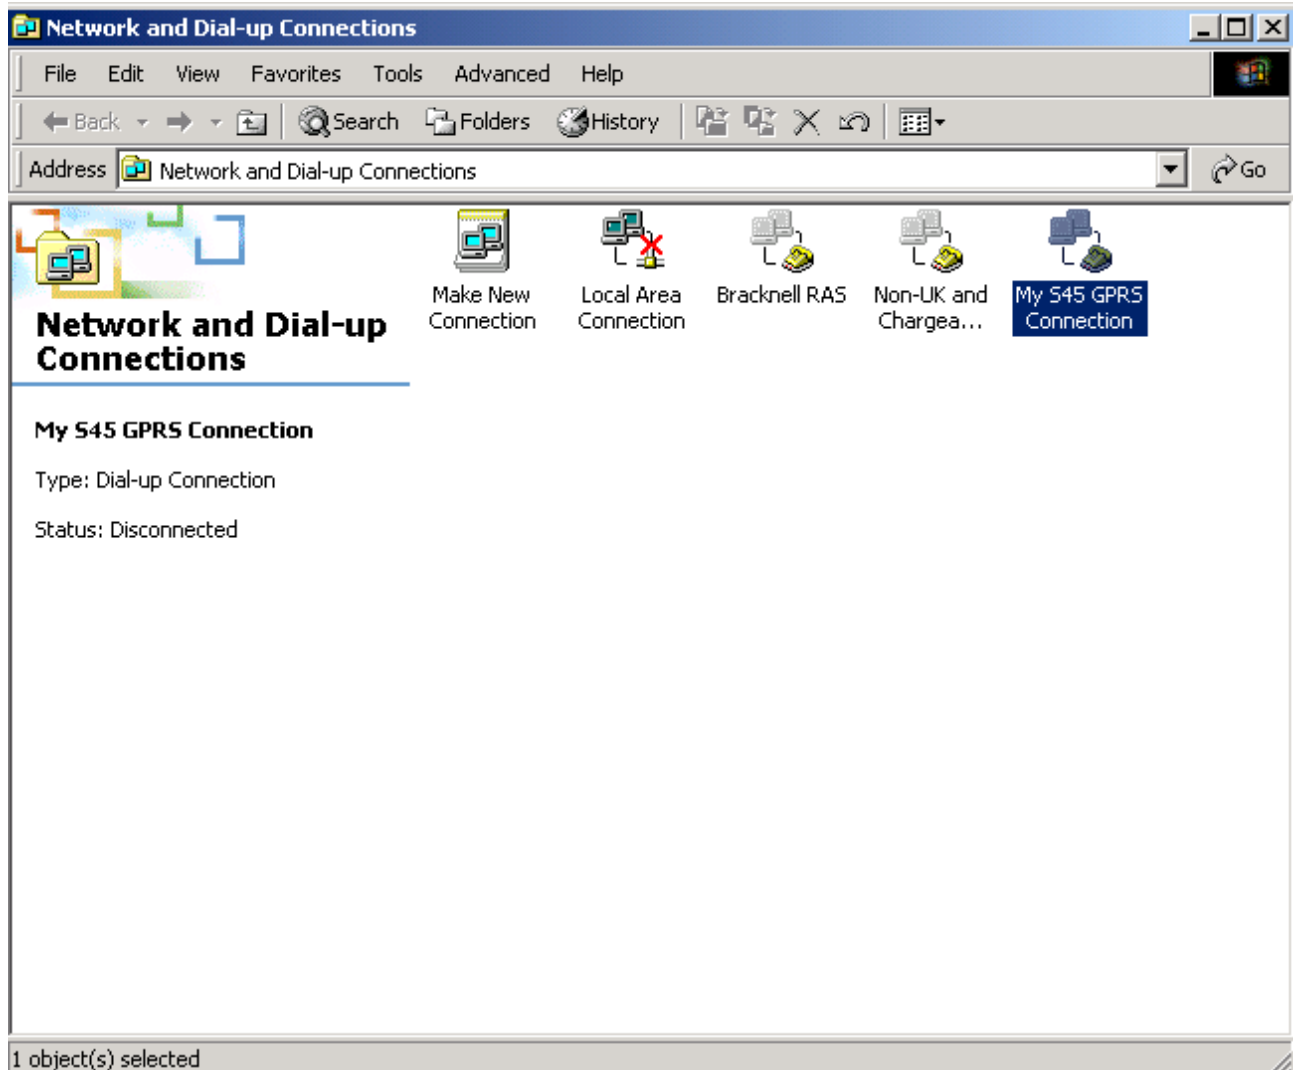 Network and Dial-up Connections
File Edit View Favorites Tools Advanced Help
Back Search Folders History
Address Network and Dial-up Connections Go
Network and Dial-up
Connections
My S45 GPRS Connection
Type: Dial-up Connection
Status: Disconnected
Make New
Connection
Local Area
Connection
Bracknell RAS
Non-UK and
Chargea...
My S45 GPRS
Connection
1 object(s) selected